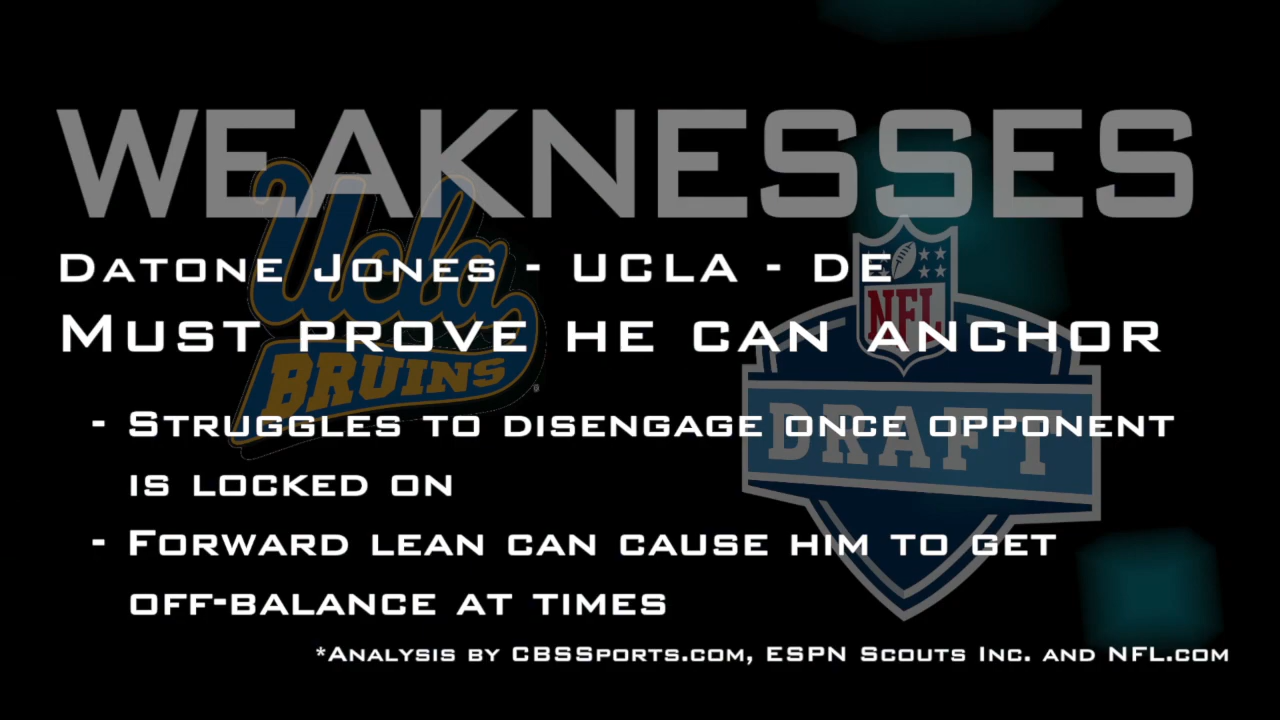 WEAKNESSES
Datone Jones - UCLA - DE
Must prove he can anchor
- Struggles to disengage once opponent
is locked on
- Forward lean can cause him to get
off-balance at times
*Analysis by CBSSports.com, ESPN Scouts Inc. and NFL.com
Ucla
BRUINS
NFL
DRAFT